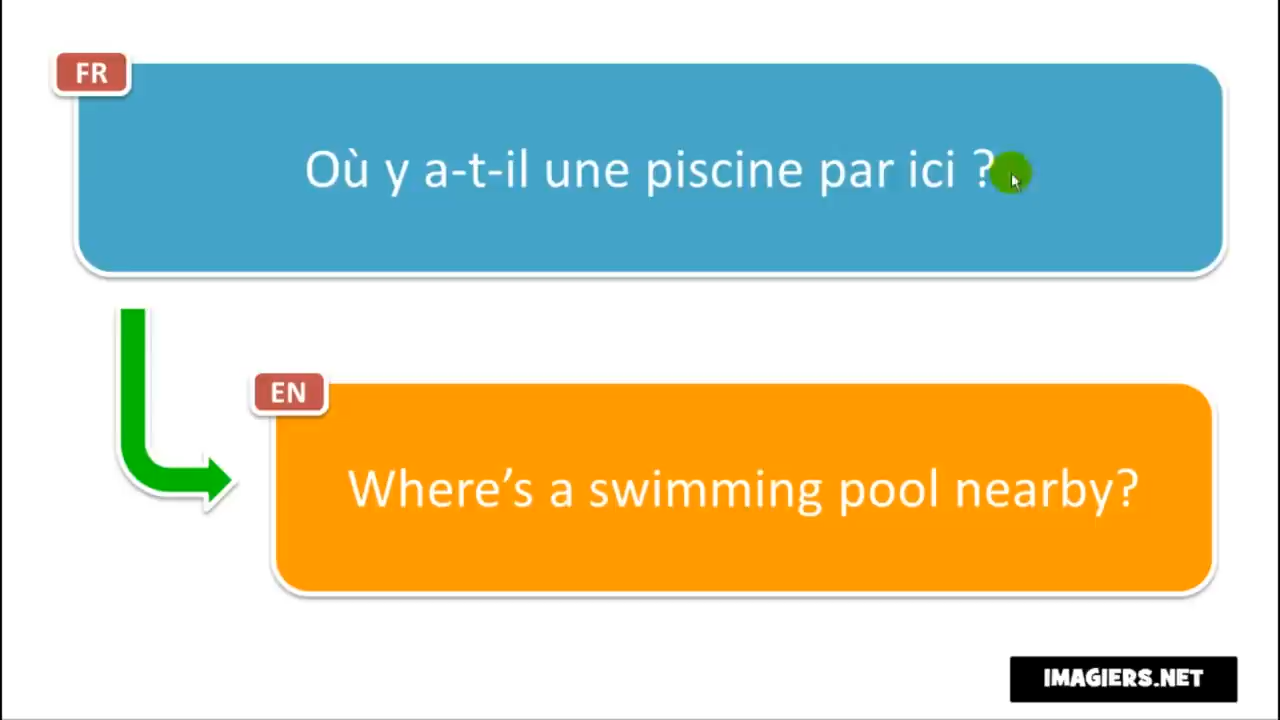 FR
Où y a-t-il une piscine par ici ?
EN
Where’s a swimming pool nearby?
IMAGIERS.NET